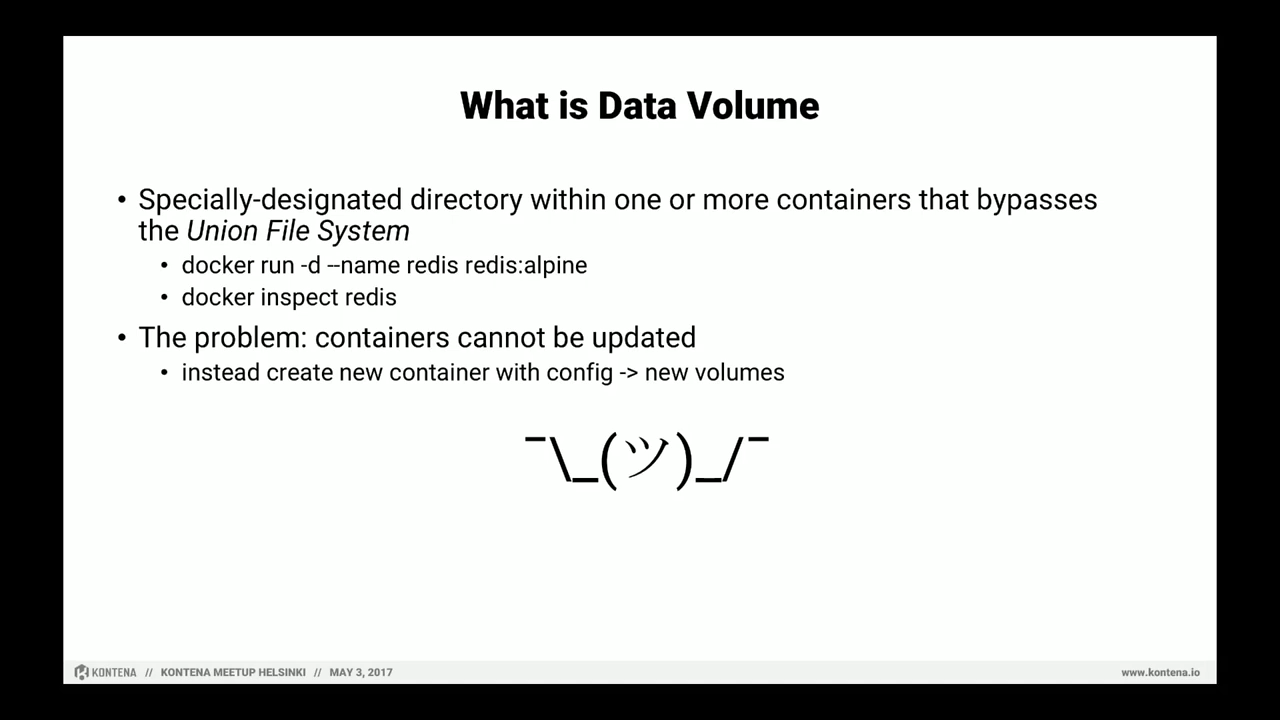 What is Data Volume
• Specially-designated directory within one or more containers that bypasses
the Union File System
• docker run -d --name redis redis:alpine
• docker inspect redis
• The problem: containers cannot be updated
• instead create new container with config -> new volumes
¯\_(ツ)_/¯
KONTENA // KONTENA MEETUP HELSINKI // MAY 3, 2017 www.kontena.io